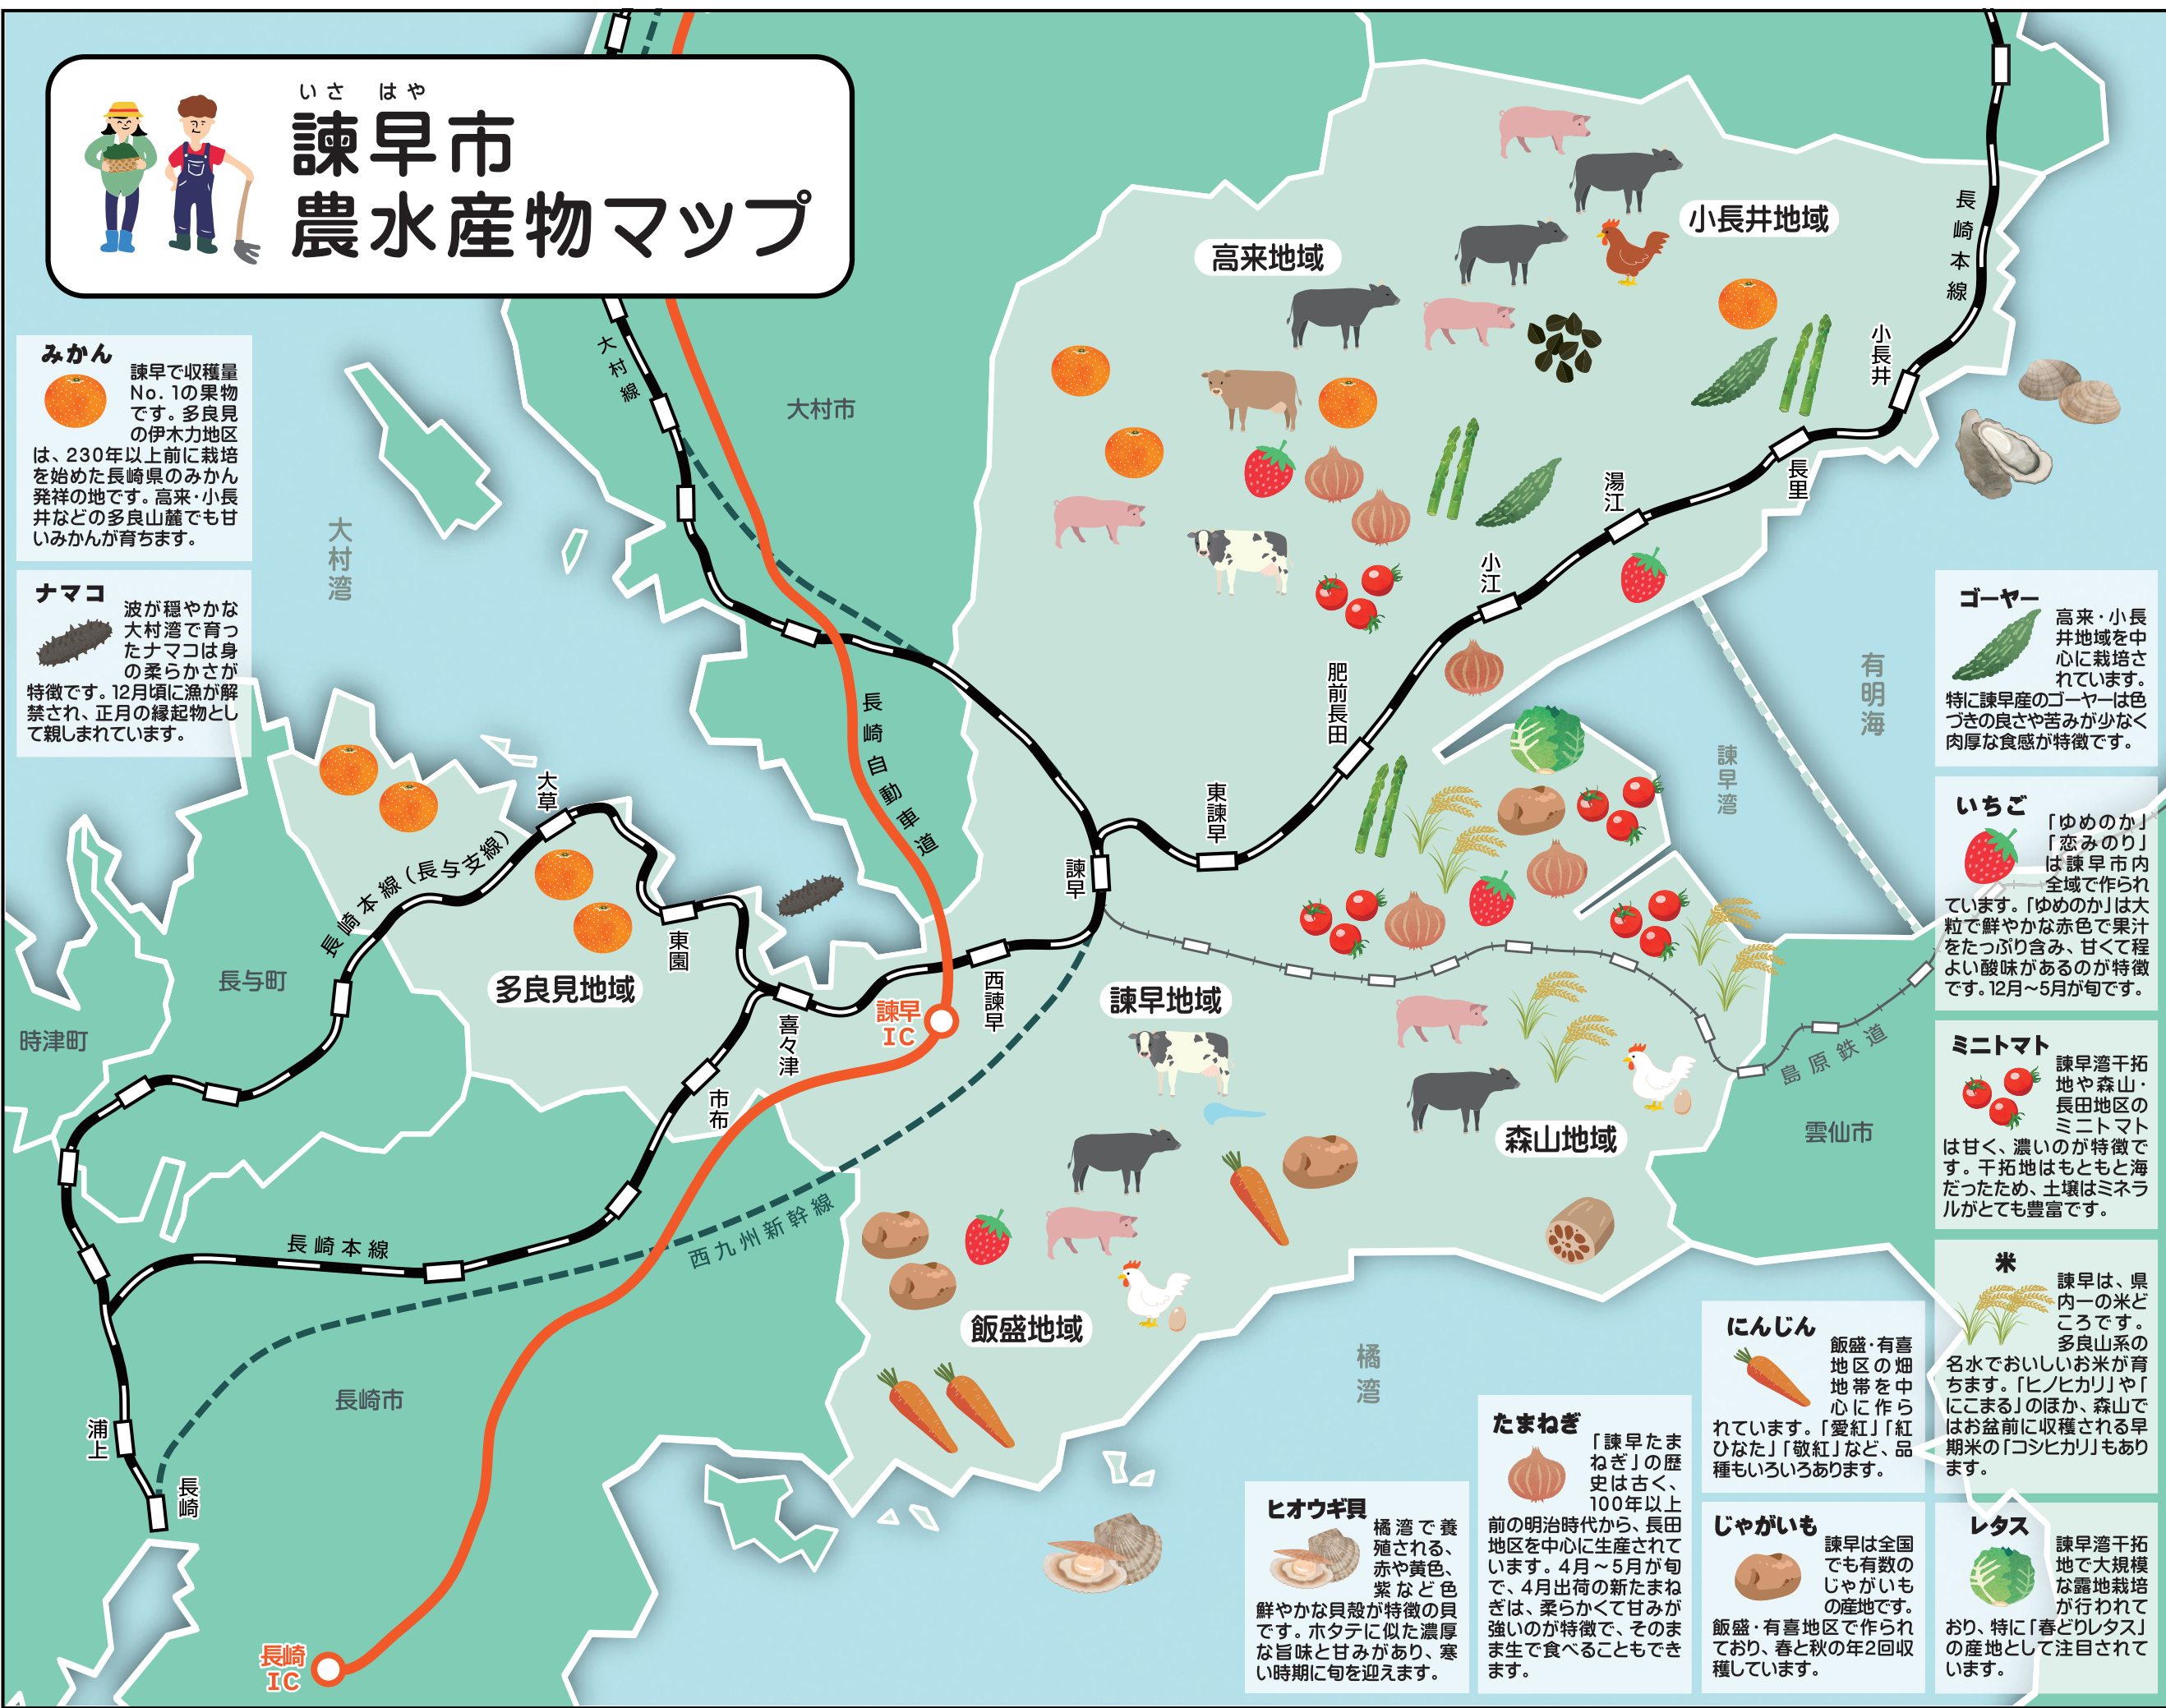 いさ はや
諫早市
農水産物マップ
みかん
諫早で収穫量
No.1の果物
です。多良見
の伊木力地区
は、230年以上前に栽培
を始めた長崎県のみかん
発祥の地です。高来・小長
井などの多良山麓でも甘
いみかんが育ちます。
ナマコ
波が穏やかな
大村湾で育っ
たナマコは身
の柔らかさが
特徴です。12月頃に漁が解
禁され、正月の縁起物とし
て親しまれています。
大村線
大村市
大村湾
高来地域
小長井地域
長崎本線
小長井
長里
湯江
小江
肥前長田
東諫早
諫早
西諫早
長崎自動車道
有明海
諫早湾
大草
長崎本線(長与支線)
東園
多良見地域
長与町
時津町
喜々津
市布
諫早
IC
諫早地域
森山地域
島原鉄道
雲仙市
西九州新幹線
長崎本線
飯盛地域
長崎市
浦上
長崎
長崎
IC
橘湾
ゴーヤー
高来・小長
井地域を中
心に栽培さ
れています。
特に諫早産のゴーヤーは色
づきの良さや苦みが少なく
肉厚な食感が特徴です。
いちご
「ゆめのか」
「恋みのり」
は諫早市内
全域で作られ
ています。「ゆめのか」は大
粒で鮮やかな赤色で果汁
をたっぷり含み、甘くて程
よい酸味があるのが特徴
です。12月〜5月が旬です。
ミニトマト
諫早湾干拓
地や森山・
長田地区の
ミニトマト
は甘く、濃いのが特徴で
す。干拓地はもともと海
だったため、土壌はミネラ
ルがとても豊富です。
米
諫早は、県
内一の米ど
ころです。
多良山系の
名水でおいしいお米が育
ちます。「ヒノヒカリ」や「
にこまる」のほか、森山で
はお盆前に収穫される早
期米の「コシヒカリ」もあり
ます。
にんじん
飯盛・有喜
地区の畑
地帯を中
心に作ら
れています。「愛紅」「紅
ひなた」「敬紅」など、品
種もいろいろあります。
たまねぎ
「諫早たま
ねぎ」の歴
史は古く、
100年以上
前の明治時代から、長田
地区を中心に生産されて
います。4月〜5月が旬
で、4月出荷の新たまね
ぎは、柔らかくて甘みが
強いのが特徴で、そのま
ま生で食べることもでき
ます。
ヒオウギ貝
橘湾で養
殖される、
赤や黄色、
紫など色
鮮やかな貝殻が特徴の貝
です。ホタテに似た濃厚
な旨味と甘みがあり、寒
い時期に旬を迎えます。
じゃがいも
諫早は全国
でも有数の
じゃがいも
の産地です。
飯盛・有喜地区で作られ
ており、春と秋の年2回収
穫しています。
レタス
諫早湾干拓
地で大規模
な露地栽培
が行われて
おり、特に「春どりレタス」
の産地として注目されて
います。